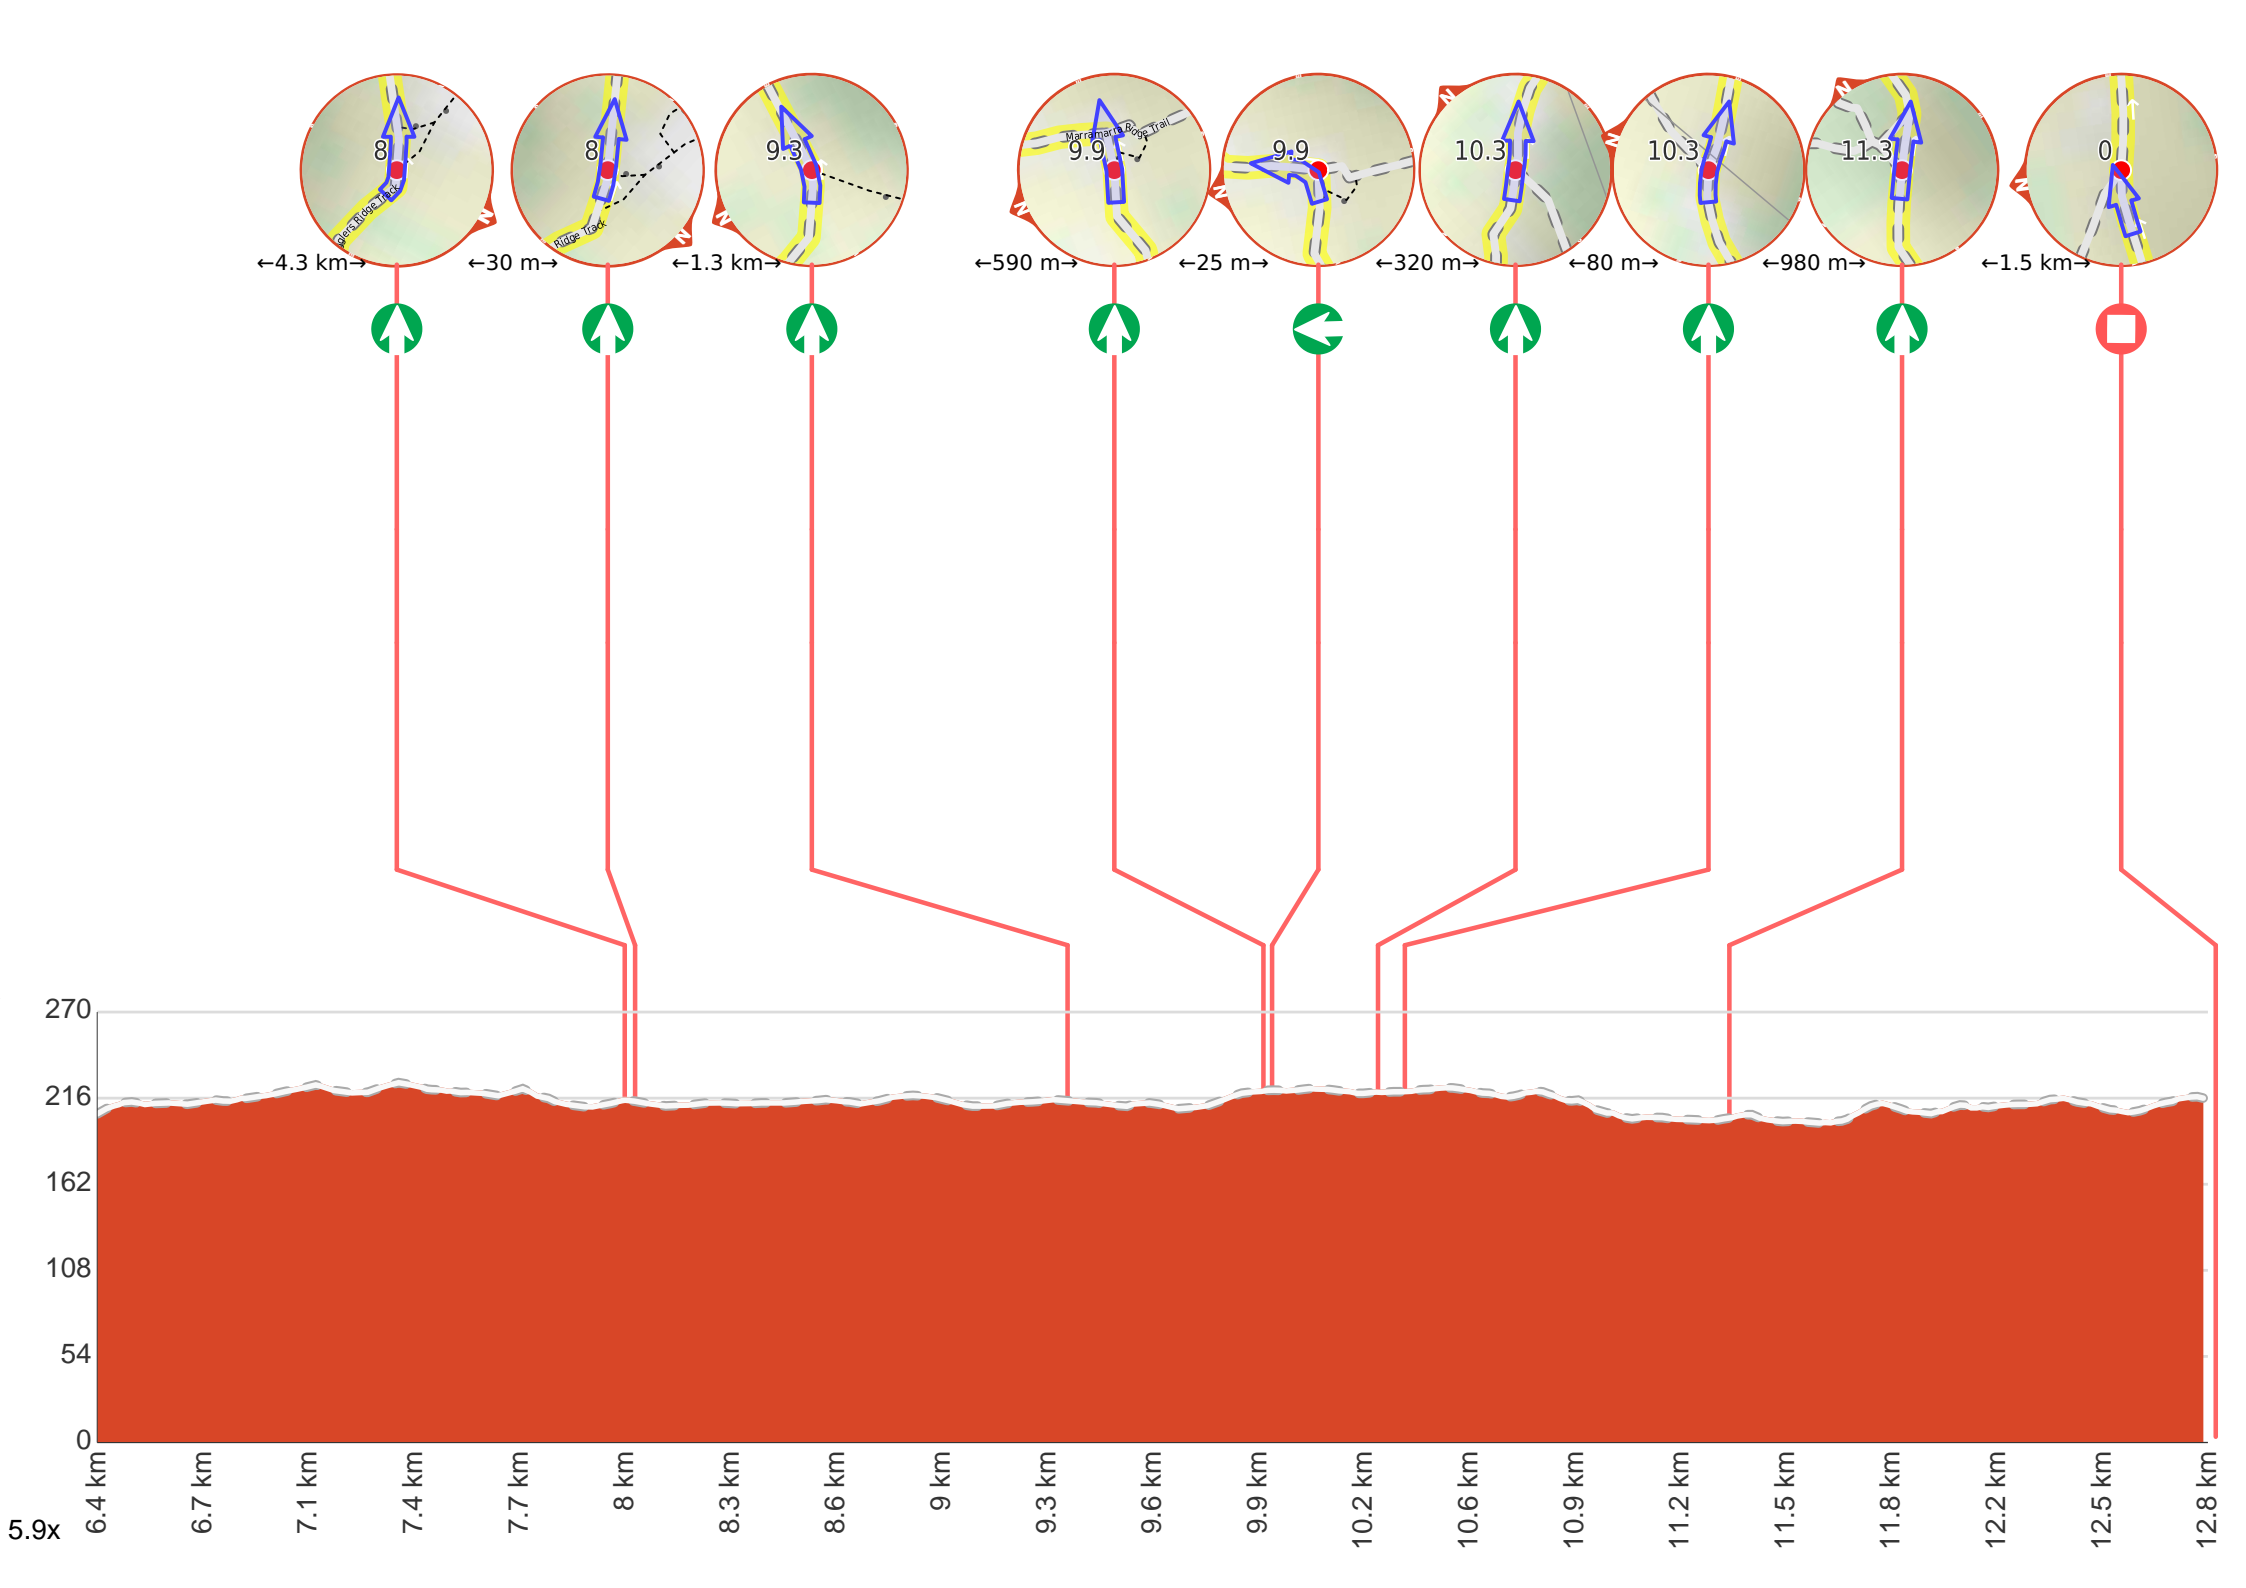 N
N
N
N
N
N
N
N
N
8
8
9.3
9.9
9.9
10.3
10.3
11.3
0
Ridge Track
Ridge Track
Marramarra Ridge Trail
←4.3 km→
←30 m→
←1.3 km→
←590 m→
←25 m→
←320 m→
←80 m→
←980 m→
←1.5 km→
270
216
162
108
54
0
6.4 km
6.7 km
7.1 km
7.4 km
7.7 km
8 km
8.3 km
8.6 km
9 km
9.3 km
9.6 km
9.9 km
10.2 km
10.6 km
10.9 km
11.2 km
11.5 km
11.8 km
12.2 km
12.5 km
12.8 km
5.9x